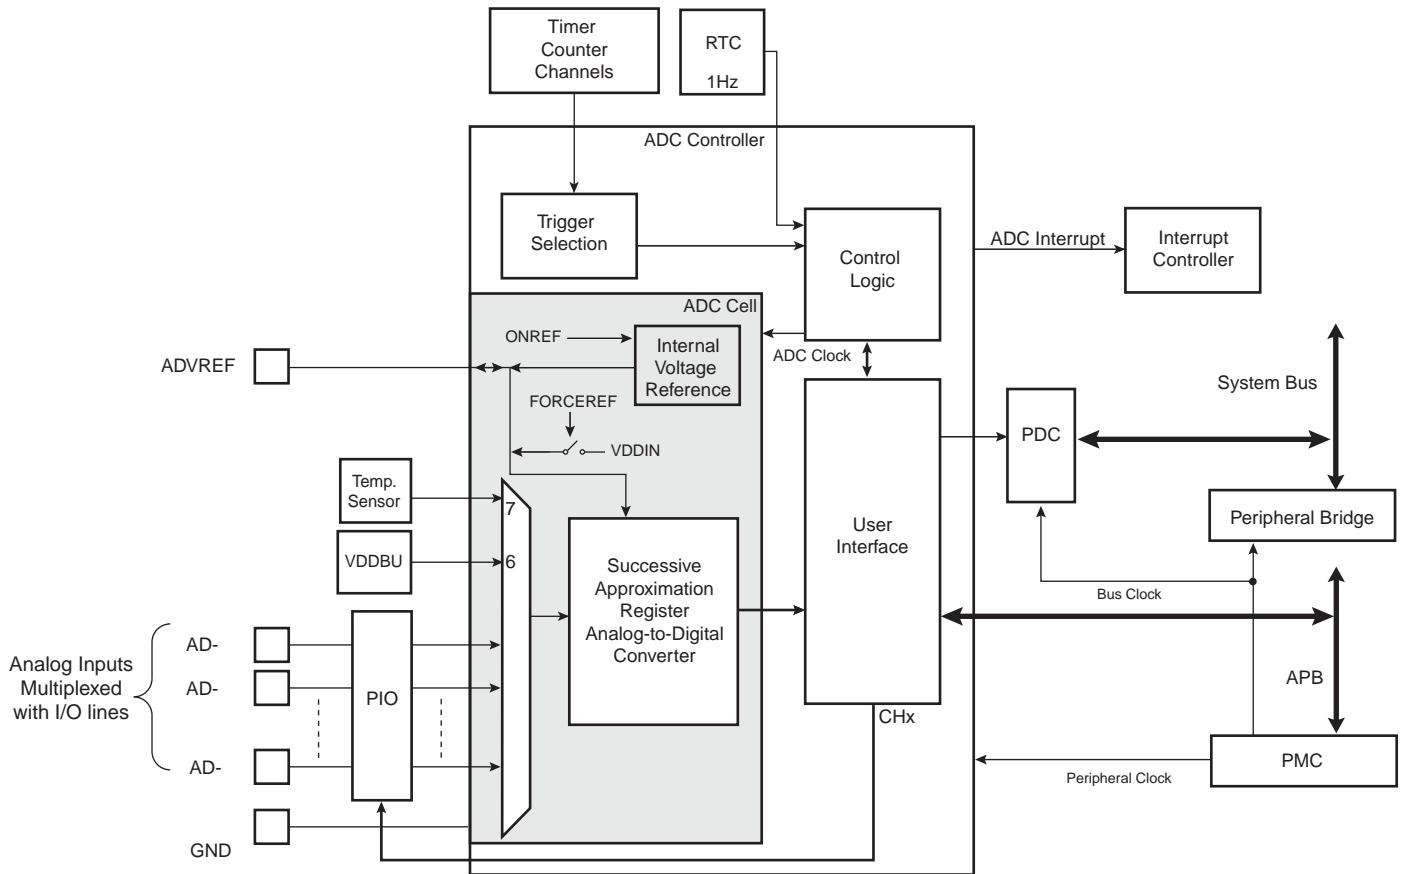 Timer
Counter
Channels
RTC
1Hz
ADC Controller
Trigger
Selection
Control
Logic
ADC Interrupt
Interrupt
Controller
ADC Cell
ONREF
Internal
Voltage
Reference
ADC Clock
ADVREF
FORCEREF
VDDIN
System Bus
PDC
Temp.
Sensor
7
VDDBU
6
User
Interface
Peripheral Bridge
Successive
Approximation
Register
Analog-to-Digital
Converter
Bus Clock
Analog Inputs
Multiplexed
with I/O lines
AD-
AD-
AD-
PIO
APB
CHx
PMC
Peripheral Clock
GND